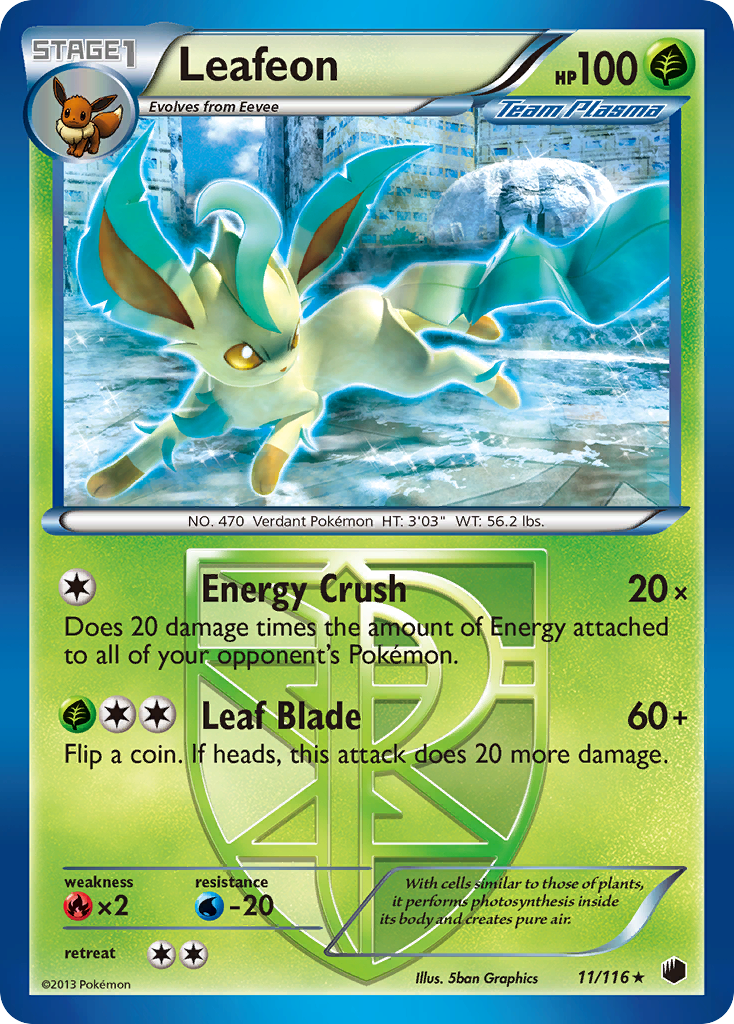 STAGE1
Leafeon
HP100
Evolves from Eevee
Team Plasma
NO. 470 Verdant Pokémon HT: 3'03" WT: 56.2 lbs.
Energy Crush 20×
Does 20 damage times the amount of Energy attached
to all of your opponent's Pokémon.
Leaf Blade 60+
Flip a coin. If heads, this attack does 20 more damage.
weakness resistance
×2 -20
With cells similar to those of plants,
it performs photosynthesis inside
its body and creates pure air.
retreat
©2013 Pokémon
Illus. 5ban Graphics 11/116★